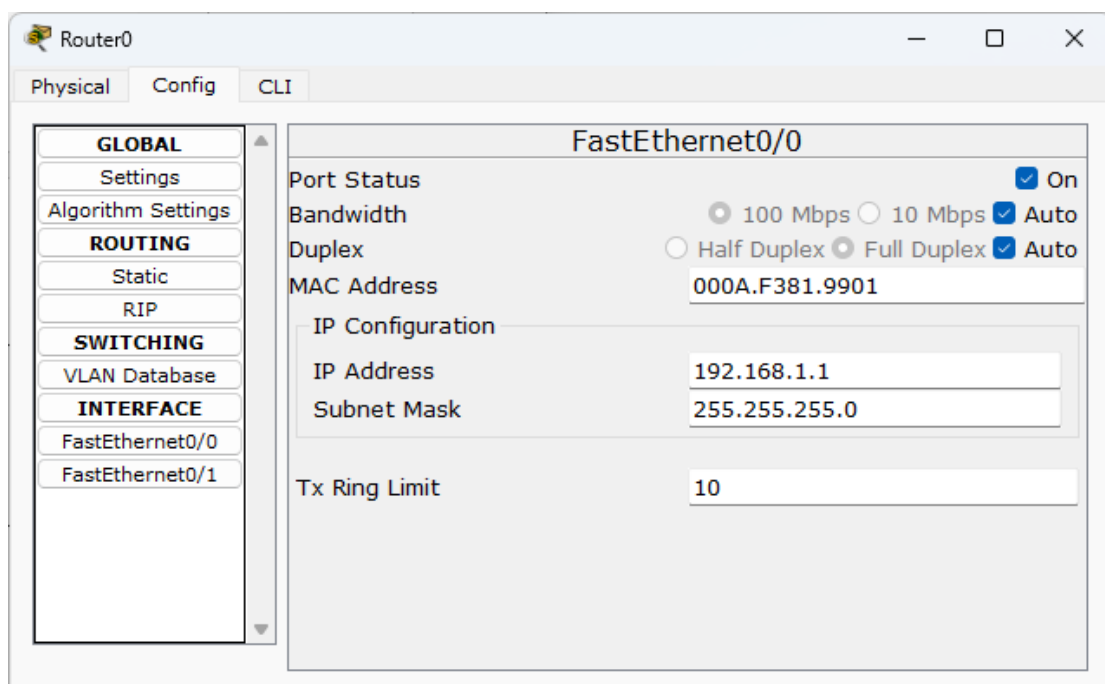 Router0
Physical Config CLI
GLOBAL
Settings
Algorithm Settings
ROUTING
Static
RIP
SWITCHING
VLAN Database
INTERFACE
FastEthernet0/0
FastEthernet0/1
FastEthernet0/0
Port Status On
Bandwidth 100 Mbps 10 Mbps Auto
Duplex Half Duplex Full Duplex Auto
MAC Address 000A.F381.9901
IP Configuration
IP Address 192.168.1.1
Subnet Mask 255.255.255.0
Tx Ring Limit 10